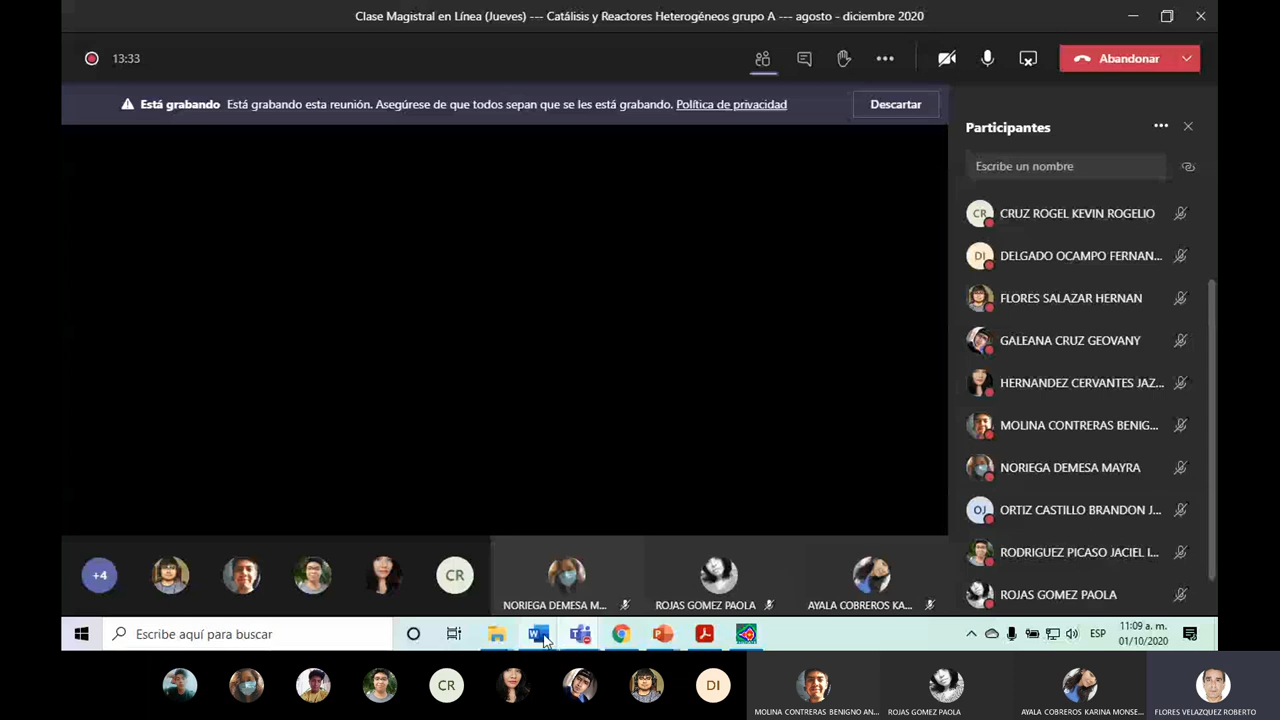 Clase Magistral en Línea (Jueves) --- Catálisis y Reactores Heterogéneos grupo A --- agosto - diciembre 2020
13:33
Abandonar
Está grabando Está grabando esta reunión. Asegúrese de que todos sepan que se les está grabando. Política de privacidad
Descartar
Participantes
Escribe un nombre
CR CRUZ ROGEL KEVIN ROGELIO
DI DELGADO OCAMPO FERNAN...
FLORES SALAZAR HERNAN
GALEANA CRUZ GEOVANY
HERNANDEZ CERVANTES JAZ...
MOLINA CONTRERAS BENIG...
NORIEGA DEMESA MAYRA
OJ ORTIZ CASTILLO BRANDON J...
RODRIGUEZ PICASO JACIEL I...
ROJAS GOMEZ PAOLA
+4
CR
NORIEGA DEMESA M...
ROJAS GOMEZ PAOLA
AYALA COBREROS KA...
Escribe aquí para buscar
ESP
11:09 a. m.
01/10/2020
CR
DI
MOLINA CONTRERAS BENIGNO AN...
ROJAS GOMEZ PAOLA
AYALA COBREROS KARINA MONSE...
FLORES VELAZQUEZ ROBERTO